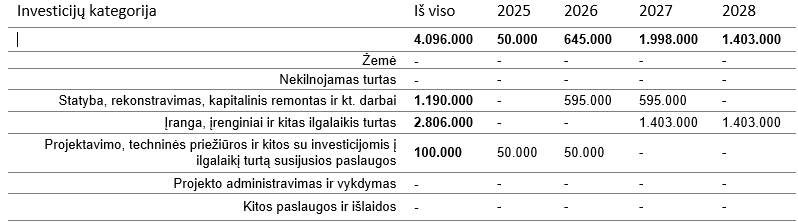 Investicijų kategorija Iš viso 2025 2026 2027 2028
4.096.000 50.000 645.000 1.998.000 1.403.000
Žemė - - - - -
Nekilnojamas turtas - - - - -
Statyba, rekonstravimas, kapitalinis remontas ir kt. darbai 1.190.000 - 595.000 595.000 -
Įranga, įrenginiai ir kitas ilgalaikis turtas 2.806.000 - - 1.403.000 1.403.000
Projektavimo, techninės priežiūros ir kitos su investicijomis į
ilgalaikį turtą susijusios paslaugos 100.000 50.000 50.000 - -
Projekto administravimas ir vykdymas - - - - -
Kitos paslaugos ir išlaidos - - - - -